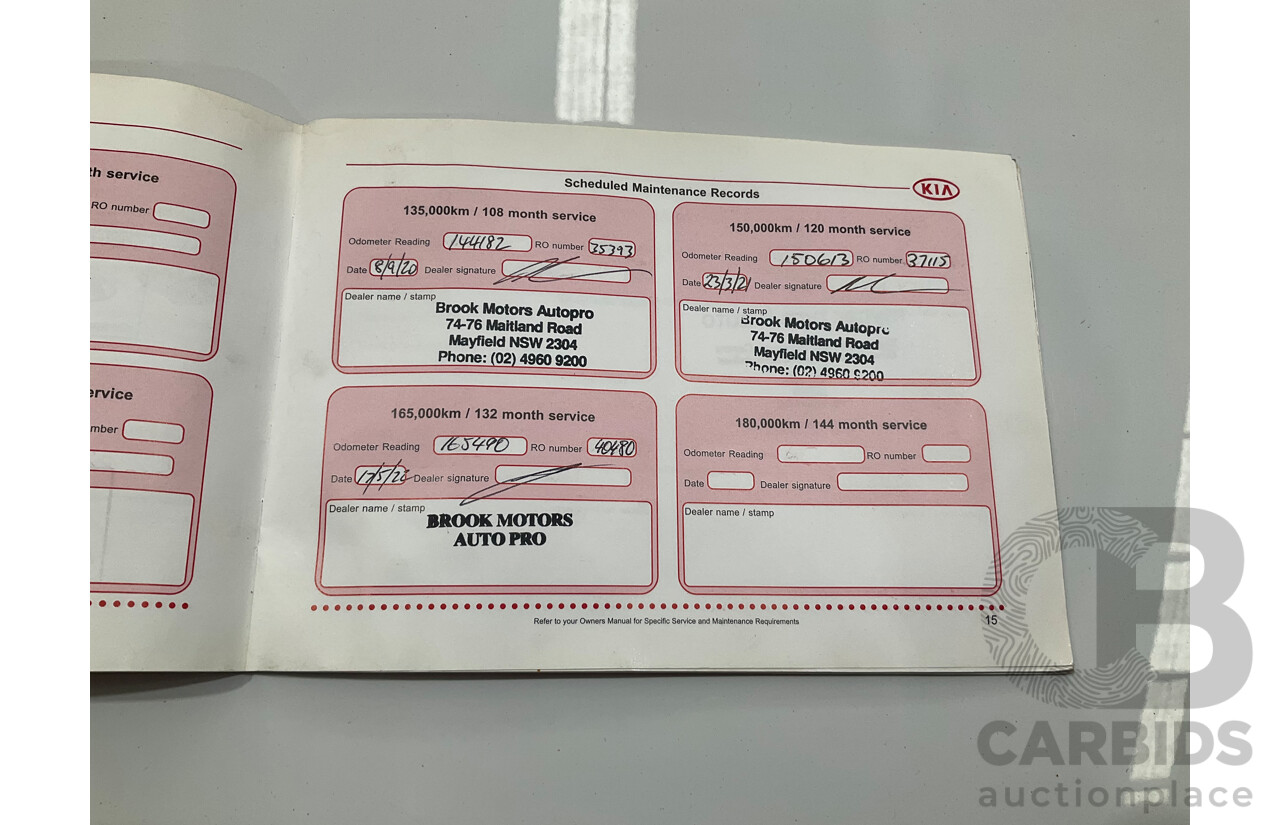 th service
RO number
ervice
mber
Scheduled Maintenance Records
KIA
135,000km / 108 month service
Odometer Reading 144182 RO number 35393
Date 8/9/20 Dealer signature
Dealer name / stamp
Brook Motors Autopro
74-76 Maitland Road
Mayfield NSW 2304
Phone: (02) 4960 9200
150,000km / 120 month service
Odometer Reading 150613 RO number 37115
Date 23/3/21 Dealer signature
Dealer name / stamp
Brook Motors Autopro
74-76 Maitland Road
Mayfield NSW 2304
Phone: (02) 4960 9200
165,000km / 132 month service
Odometer Reading 165490 RO number 40480
Date Dealer signature
Dealer name / stamp
BROOK MOTORS
AUTO PRO
180,000km / 144 month service
Odometer Reading RO number
Date Dealer signature
Dealer name / stamp
Refer to your Owners Manual for Specific Service and Maintenance Requirements
15
CB
CARBIDS
auctionplace